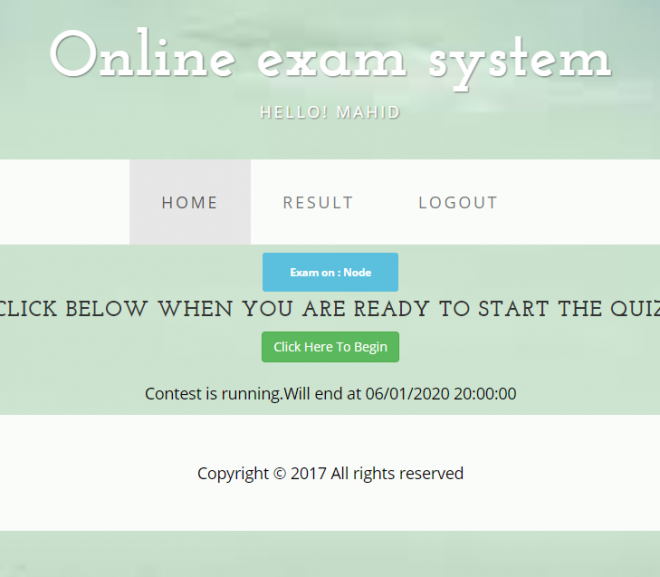 Online exam system
HELLO! MAHID
HOME RESULT LOGOUT
Exam on : Node
CLICK BELOW WHEN YOU ARE READY TO START THE QUIZ
Click Here To Begin
Contest is running.Will end at 06/01/2020 20:00:00
Copyright © 2017 All rights reserved